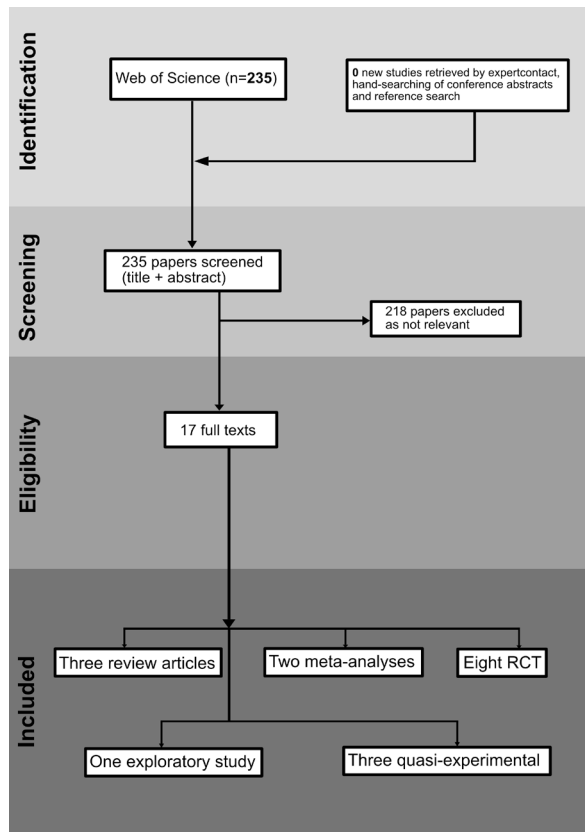 Identification
Web of Science (n=235)
0 new studies retrieved by expertcontact,
hand-searching of conference abstracts
and reference search
Screening
235 papers screened
(title + abstract)
218 papers excluded
as not relevant
Eligibility
17 full texts
Included
Three review articles
Two meta-analyses
Eight RCT
One exploratory study
Three quasi-experimental